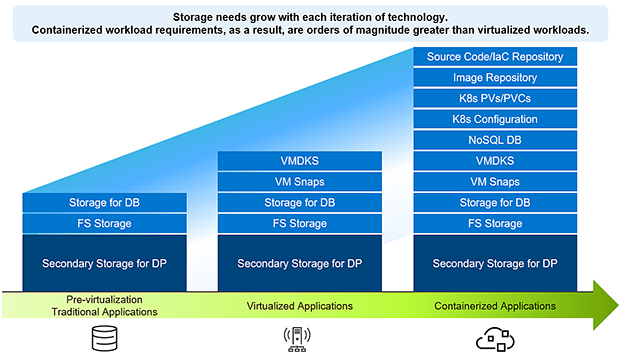 Storage needs grow with each iteration of technology.
Containerized workload requirements, as a result, are orders of magnitude greater than virtualized workloads.
Storage for DB
FS Storage
Secondary Storage for DP
VMDKS
VM Snaps
Storage for DB
FS Storage
Secondary Storage for DP
Source Code/IaC Repository
Image Repository
K8s PVs/PVCs
K8s Configuration
NoSQL DB
VMDKS
VM Snaps
Storage for DB
FS Storage
Secondary Storage for DP
Pre-virtualization
Traditional Applications
Virtualized Applications
Containerized Applications